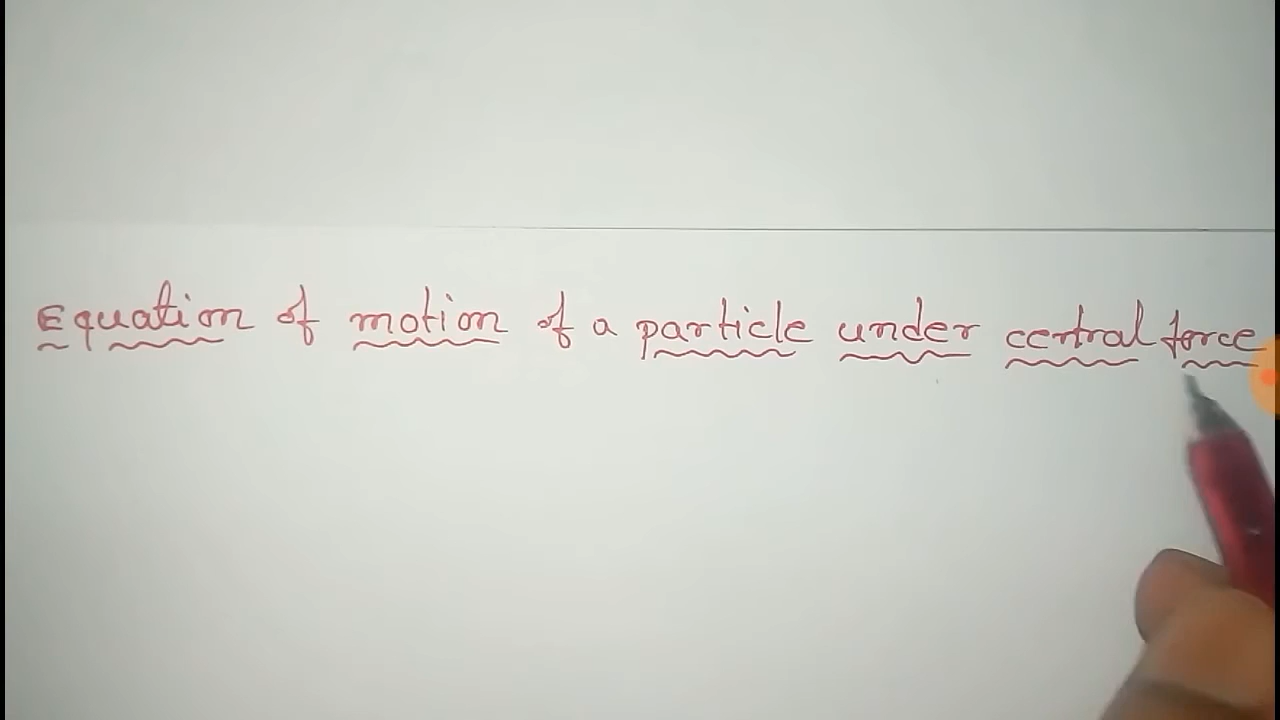 Equation of motion of a particle under central force